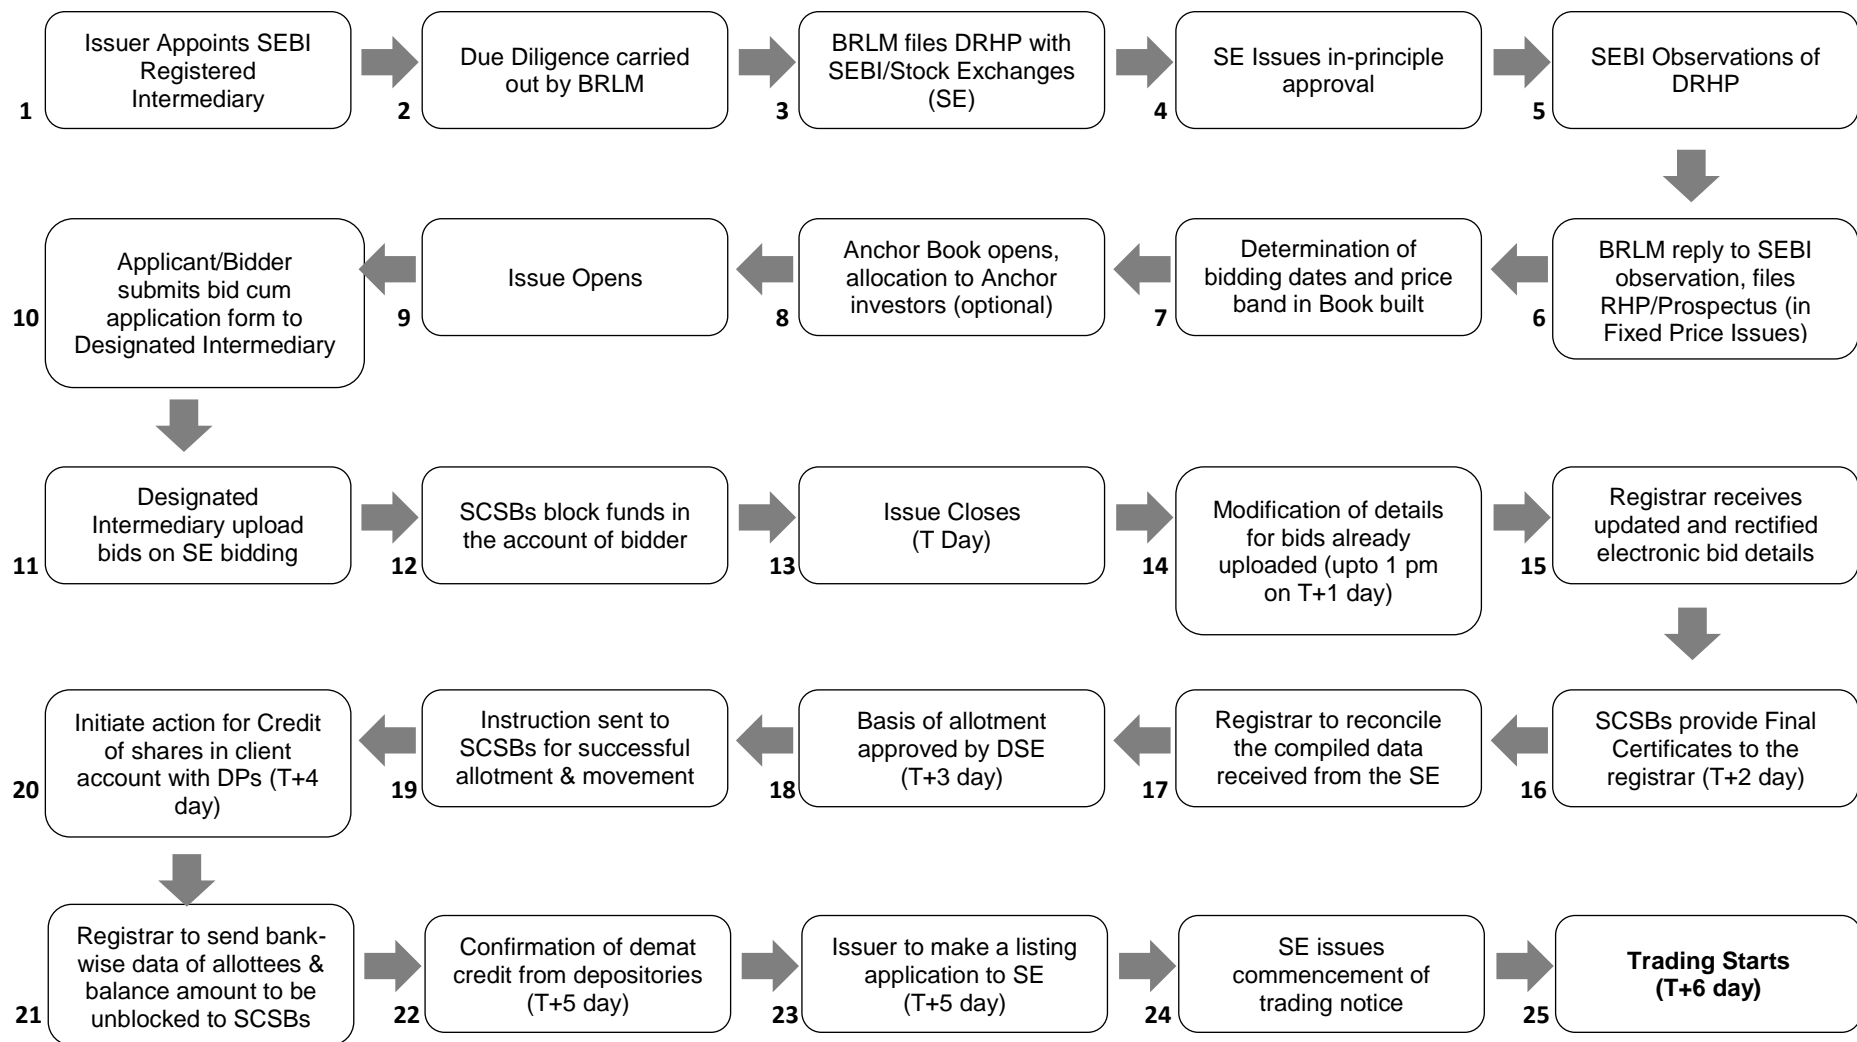 Issuer Appoints SEBI
Registered
Intermediary
1
Due Diligence carried
out by BRLM
2
BRLM files DRHP with
SEBI/Stock Exchanges
(SE)
3
SE Issues in-principle
approval
4
SEBI Observations of
DRHP
5
BRLM reply to SEBI
observation, files
RHP/Prospectus (in
Fixed Price Issues)
6
Determination of
bidding dates and price
band in Book built
7
Anchor Book opens,
allocation to Anchor
investors (optional)
8
Issue Opens
9
Applicant/Bidder
submits bid cum
application form to
Designated Intermediary
10
Designated
Intermediary upload
bids on SE bidding
11
SCSBs block funds in
the account of bidder
12
Issue Closes
(T Day)
13
Modification of details
for bids already
uploaded (upto 1 pm
on T+1 day)
14
Registrar receives
updated and rectified
electronic bid details
15
SCSBs provide Final
Certificates to the
registrar (T+2 day)
16
Registrar to reconcile
the compiled data
received from the SE
17
Basis of allotment
approved by DSE
(T+3 day)
18
Instruction sent to
SCSBs for successful
allotment & movement
19
Initiate action for Credit
of shares in client
account with DPs (T+4
day)
20
Registrar to send bank-
wise data of allottees &
balance amount to be
unblocked to SCSBs
21
Confirmation of demat
credit from depositories
(T+5 day)
22
Issuer to make a listing
application to SE
(T+5 day)
23
SE issues
commencement of
trading notice
24
Trading Starts
(T+6 day)
25